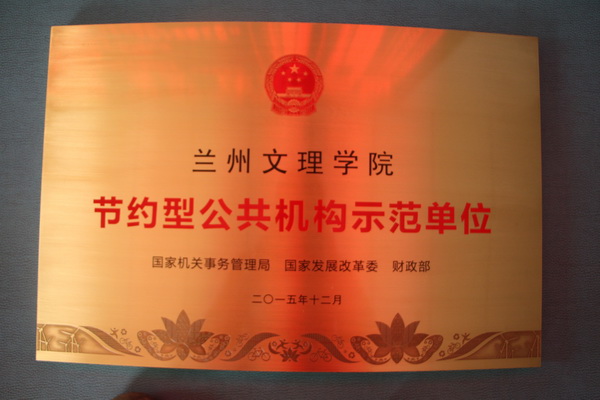 兰州文理学院
节约型公共机构示范单位
国家机关事务管理局 国家发展改革委 财政部
二〇一五年十二月